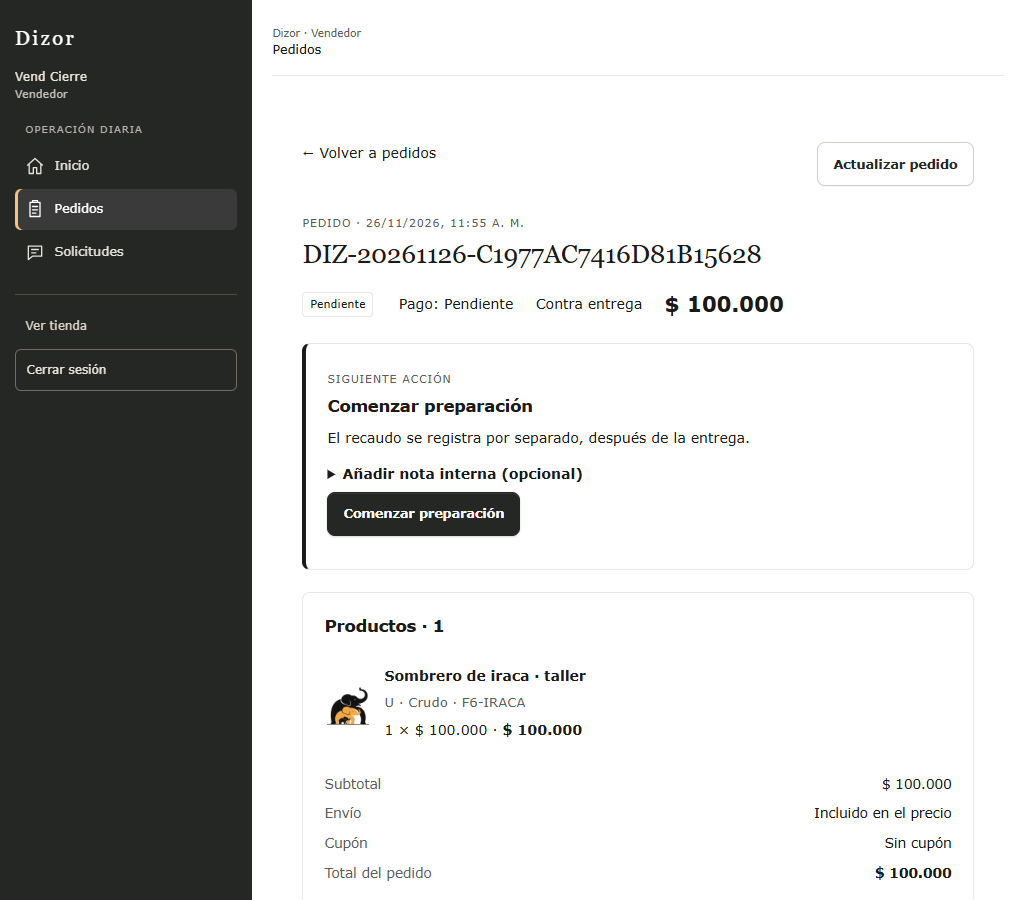 Dizor
Vend Cierre
Vendedor
OPERACIÓN DIARIA
Inicio
Pedidos
Solicitudes
Ver tienda
Cerrar sesión
Dizor · Vendedor
Pedidos
← Volver a pedidos
Actualizar pedido
PEDIDO · 26/11/2026, 11:55 A. M.
DIZ-20261126-C1977AC7416D81B15628
Pendiente Pago: Pendiente Contra entrega $ 100.000
SIGUIENTE ACCIÓN
Comenzar preparación
El recaudo se registra por separado, después de la entrega.
▶ Añadir nota interna (opcional)
Comenzar preparación
Productos · 1
Sombrero de iraca · taller
U · Crudo · F6-IRACA
1 × $ 100.000 · $ 100.000
Subtotal $ 100.000
Envío Incluido en el precio
Cupón Sin cupón
Total del pedido $ 100.000